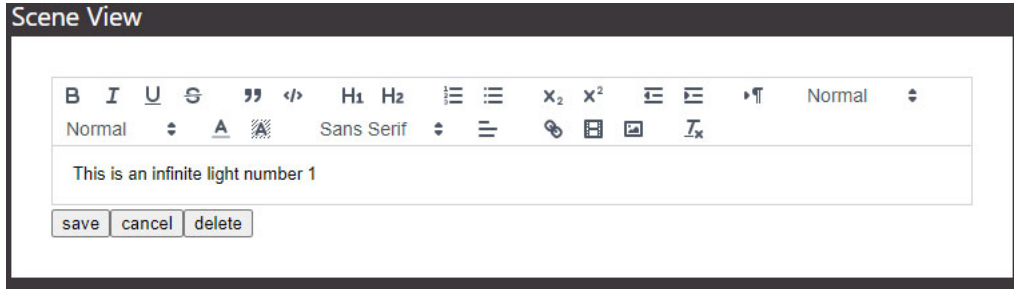 Scene View
B I U S ” </> H1 H2 X2 X² ¶ Normal
Normal A A Sans Serif Tx
This is an infinite light number 1
save cancel delete